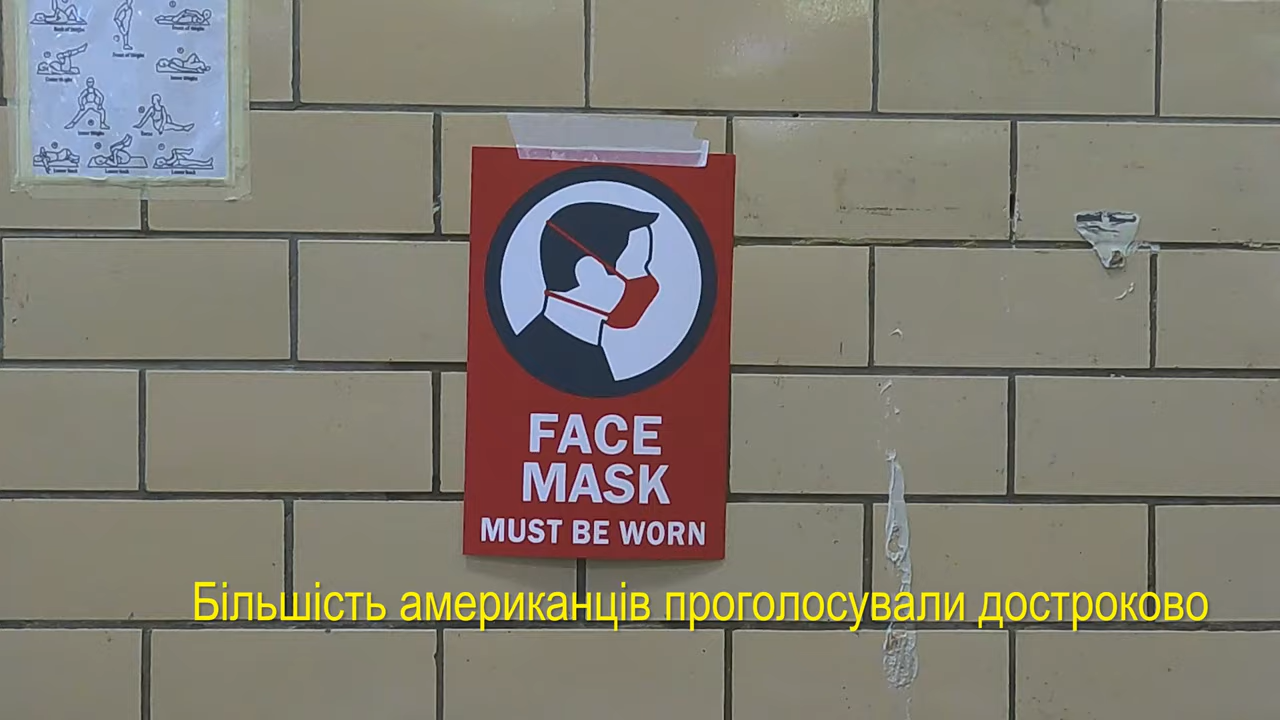 FACE
MASK
MUST BE WORN
Більшість американців проголосували достроково